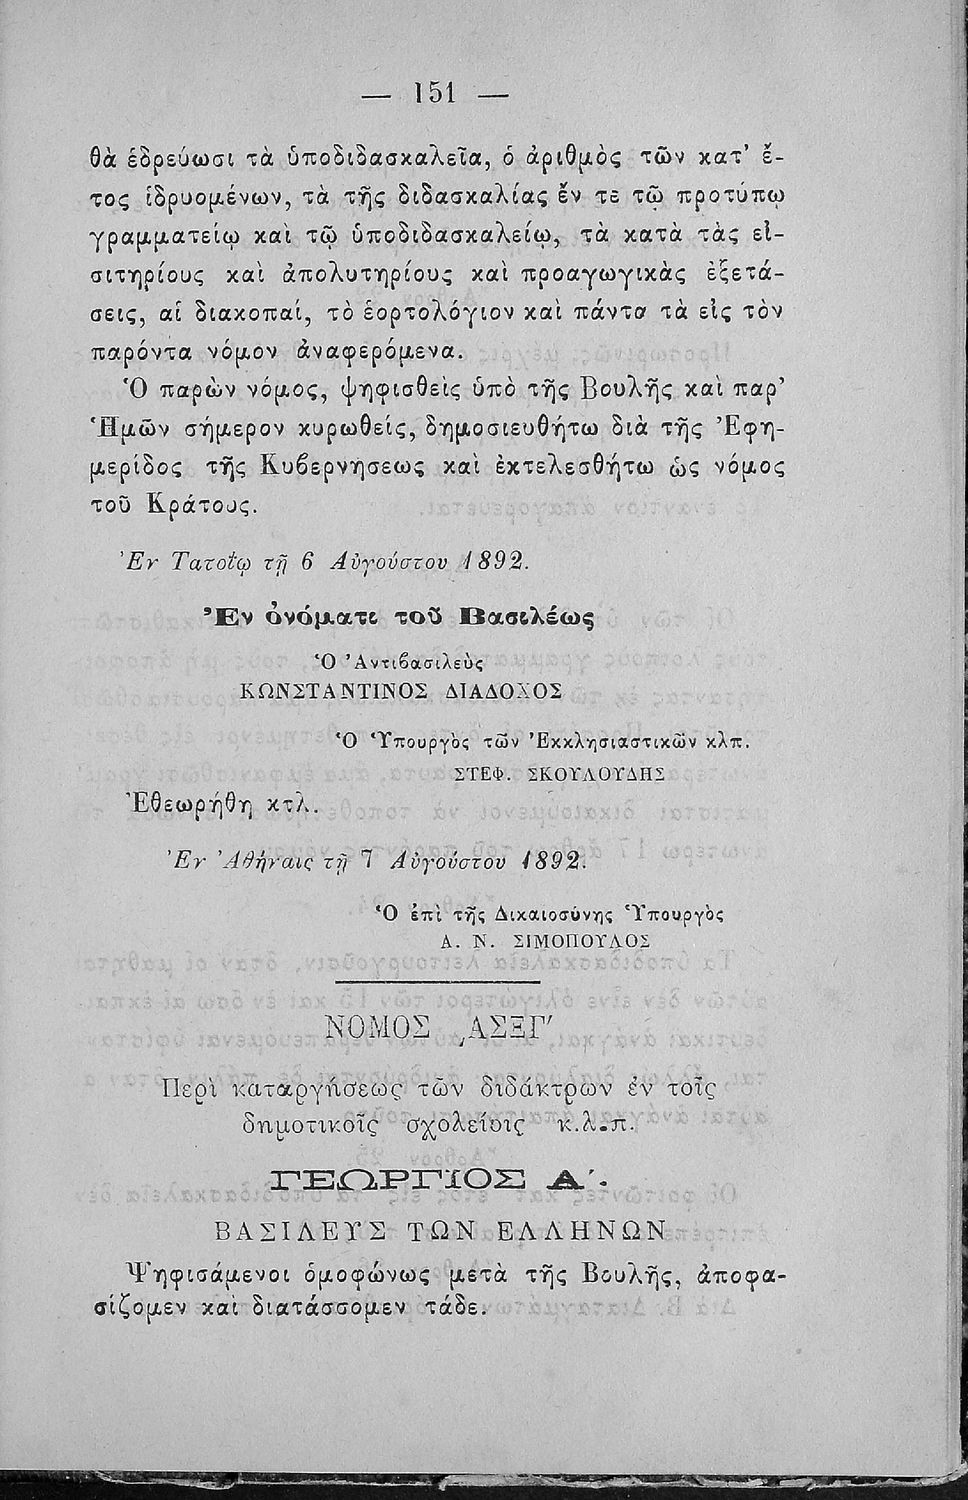 — 151 —
θὰ ἑδρεύωσι τὰ ὑποδιδασκαλεῖα, ὁ ἀριθμὸς τῶν κατ’ ἔ-
τος ἱδρυομένων, τὰ τῆς διδασκαλίας ἔν τε τῷ προτύπῳ
γραμματείῳ καὶ τῷ ὑποδιδασκαλείῳ, τὰ κατὰ τὰς εἰ-
σιτηρίους καὶ ἀπολυτηρίους καὶ προαγωγικὰς ἐξετά-
σεις, αἱ διακοπαί, τὸ ἑορτολόγιον καὶ πάντα τὰ εἰς τὸν
παρόντα νόμον ἀναφερόμενα.
Ὁ παρὼν νόμος, ψηφισθεὶς ὑπὸ τῆς Βουλῆς καὶ παρ’
Ἡμῶν σήμερον κυρωθείς, δημοσιευθήτω διὰ τῆς Ἐφη-
μερίδος τῆς Κυβερνήσεως καὶ ἐκτελεσθήτω ὡς νόμος
τοῦ Κράτους.
Ἐν Τατοΐῳ τῇ 6 Αὐγούστου 1892.
Ἐν ὀνόματι τοῦ Βασιλέως
Ὁ Ἀντιβασιλεὺς
ΚΩΝΣΤΑΝΤΙΝΟΣ ΔΙΑΔΟΧΟΣ
Ὁ Ὑπουργὸς τῶν Ἐκκλησιαστικῶν κλπ.
ΣΤΕΦ. ΣΚΟΥΛΟΥΔΗΣ
Ἐθεωρήθη κτλ.
Ἐν Ἀθήναις τῇ 7 Αὐγούστου 1892.
Ὁ ἐπὶ τῆς Δικαιοσύνης Ὑπουργὸς
Α. Ν. ΣΙΜΟΠΟΥΛΟΣ
ΝΟΜΟΣ ͵ΑΣΞΓ′
Περὶ καταργήσεως τῶν διδάκτρων ἐν τοῖς
δημοτικοῖς σχολείοις κ.λ.π.
ΓΕΩΡΓΙΟΣ Α΄.
ΒΑΣΙΛΕΥΣ ΤΩΝ ΕΛΛΗΝΩΝ
Ψηφισάμενοι ὁμοφώνως μετὰ τῆς Βουλῆς, ἀποφα-
σίζομεν καὶ διατάσσομεν τάδε.